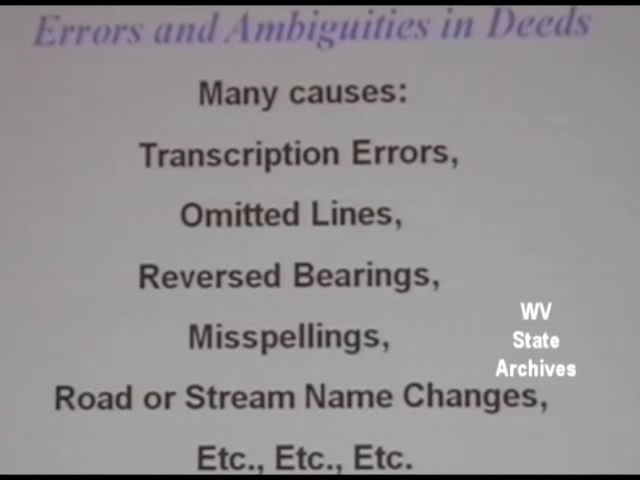 Errors and Ambiguities in Deeds
Many causes:
Transcription Errors,
Omitted Lines,
Reversed Bearings,
Misspellings,
Road or Stream Name Changes,
Etc., Etc., Etc.
WV
State
Archives